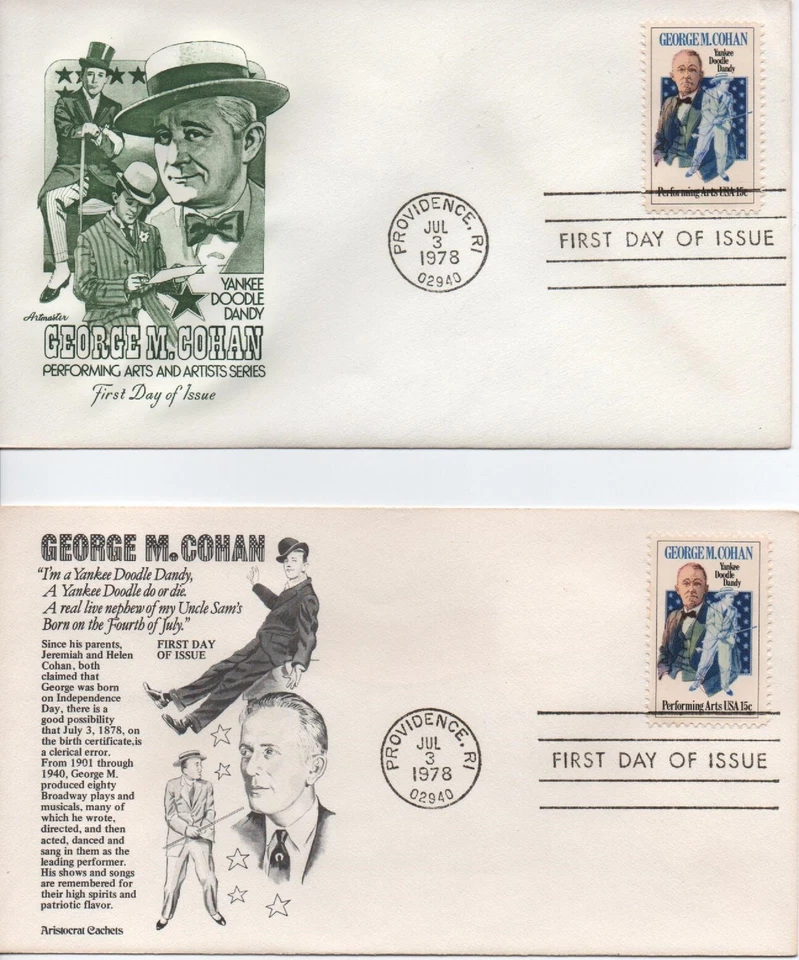 GEORGE M. COHAN
Yankee
Doodle
Dandy
Performing Arts USA 15c
PROVIDENCE, RI
JUL
3
1978
02940
FIRST DAY OF ISSUE
YANKEE
DOODLE
DANDY
Artmaster
GEORGE M. COHAN
PERFORMING ARTS AND ARTISTS SERIES
First Day of Issue
GEORGE M. COHAN
"I'm a Yankee Doodle Dandy,
A Yankee Doodle do or die.
A real live nephew of my Uncle Sam's
Born on the Fourth of July."
Since his parents,
Jeremiah and Helen
Cohan, both
claimed that
George was born
on Independence
Day, there is a
good possibility
that July 3, 1878, on
the birth certificate,is
a clerical error.
From 1901 through
1940, George M.
produced eighty
Broadway plays and
musicals, many of
which he wrote,
directed, and then
acted, danced and
sang in them as the
leading performer.
His shows and songs
are remembered for
their high spirits and
patriotic flavor.
Aristocrat Cachets
FIRST DAY
OF ISSUE
GEORGE M. COHAN
Yankee
Doodle
Dandy
Performing Arts USA 15c
PROVIDENCE, RI
JUL
3
1978
02940
FIRST DAY OF ISSUE